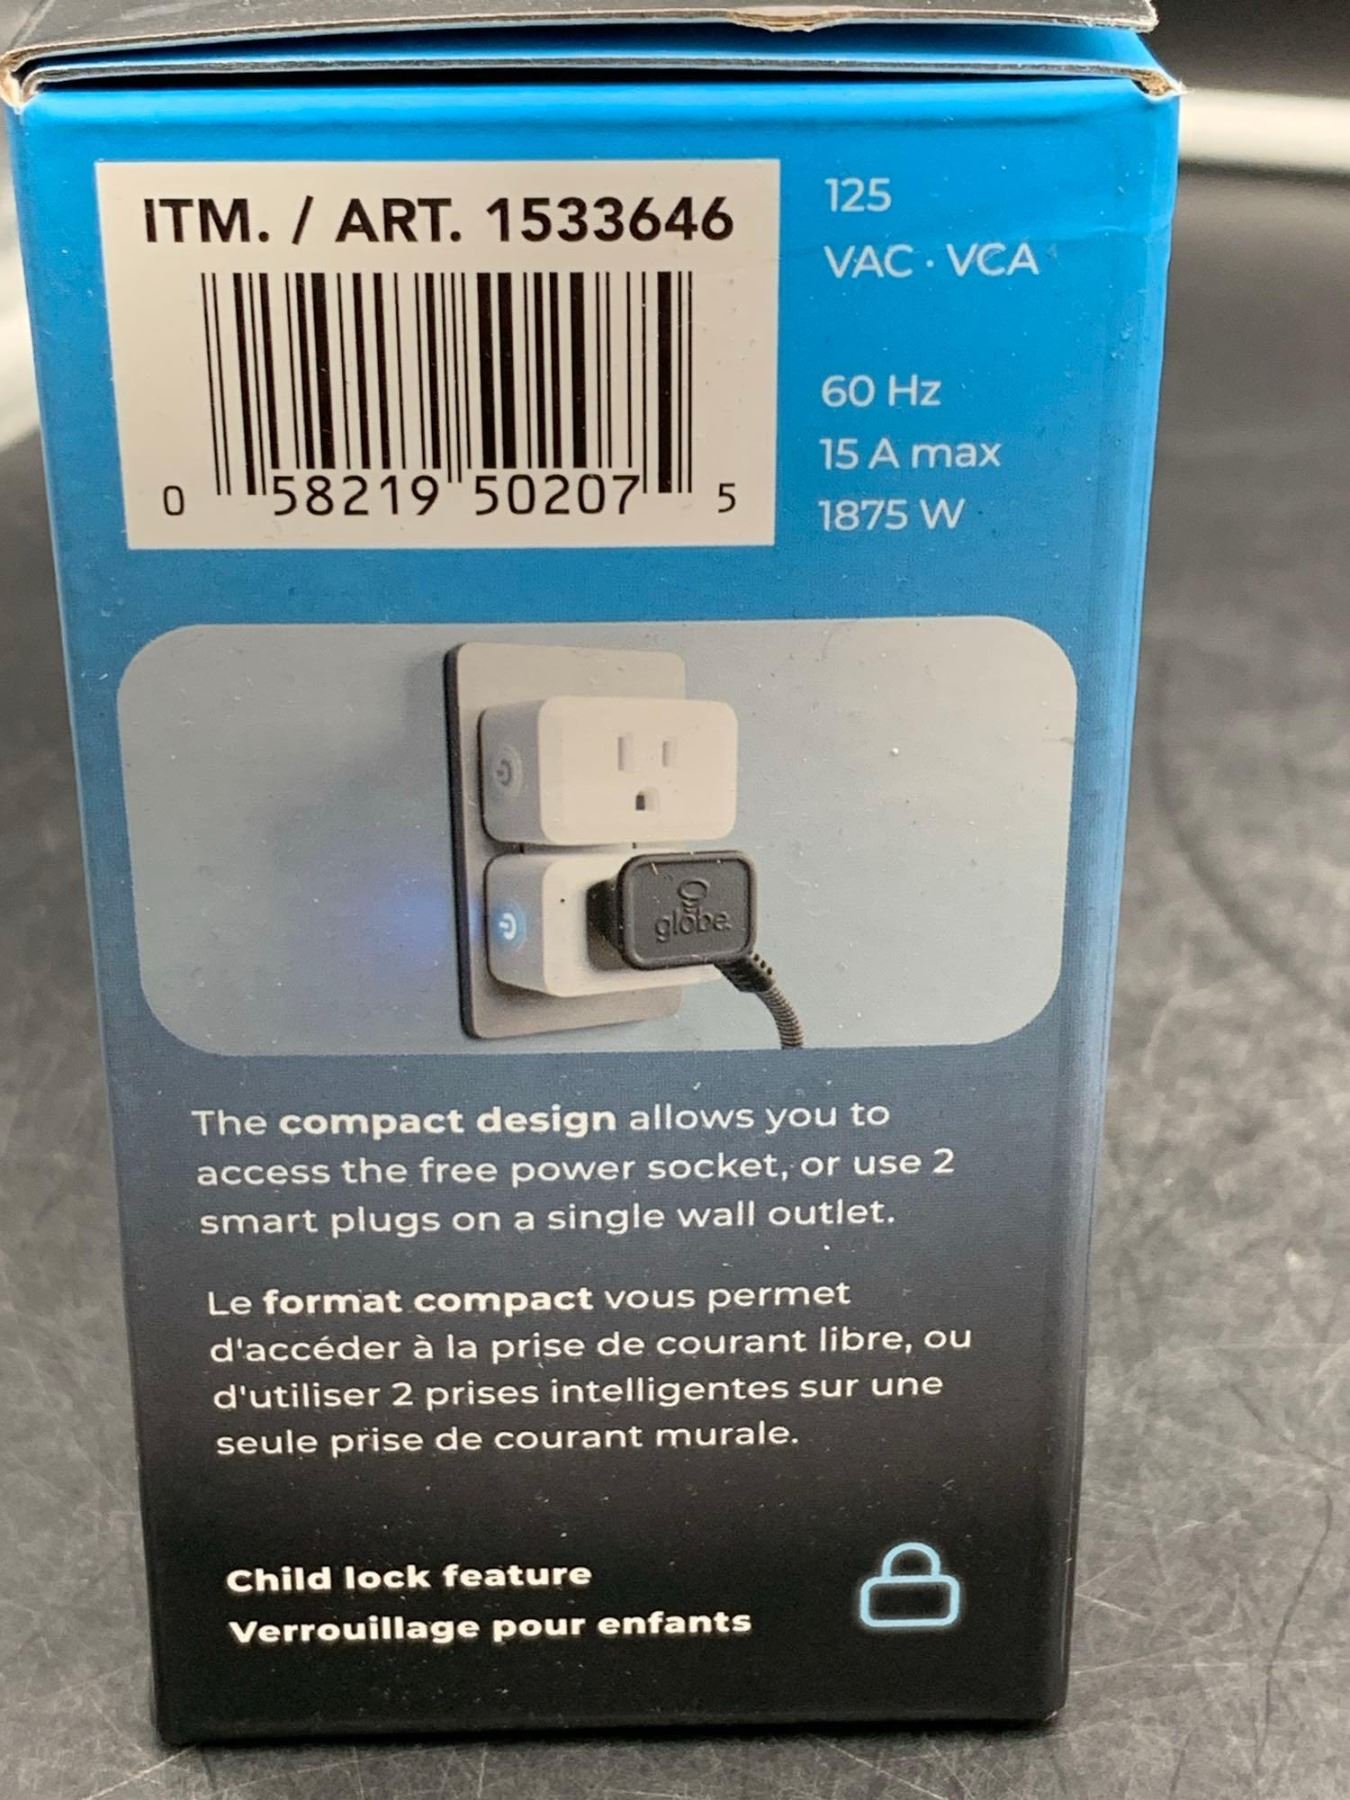 ITM. / ART. 1533646
0 58219 50207 5
125
VAC · VCA
60 Hz
15 A max
1875 W
globe
The compact design allows you to
access the free power socket, or use 2
smart plugs on a single wall outlet.
Le format compact vous permet
d'accéder à la prise de courant libre, ou
d'utiliser 2 prises intelligentes sur une
seule prise de courant murale.
Child lock feature
Verrouillage pour enfants